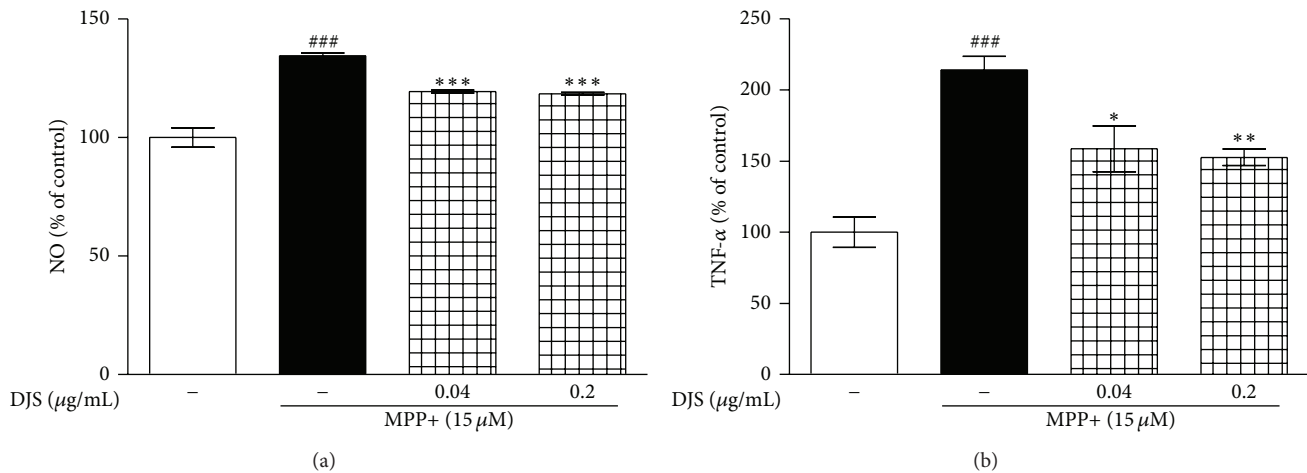 150
100
50
0
NO (% of control)
###
***
***
DJS (μg/mL)
– – 0.04 0.2
MPP+ (15 μM)
(a)
250
200
150
100
50
0
TNF-α (% of control)
###
*
**
DJS (μg/mL)
– – 0.04 0.2
MPP+ (15 μM)
(b)